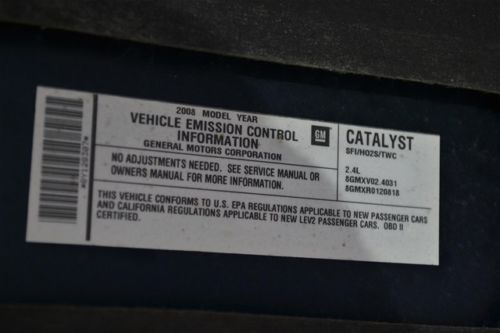 2008 MODEL YEAR
VEHICLE EMISSION CONTROL
INFORMATION
GENERAL MOTORS CORPORATION
GM
CATALYST
SFI/HO2S/TWC
NO ADJUSTMENTS NEEDED. SEE SERVICE MANUAL OR
OWNERS MANUAL FOR MORE INFORMATION.
2.4L
8GMXV02.4031
8GMXR0120818
THIS VEHICLE CONFORMS TO U.S. EPA REGULATIONS APPLICABLE TO NEW PASSENGER CARS
AND CALIFORNIA REGULATIONS APPLICABLE TO NEW LEV2 PASSENGER CARS. OBD II
CERTIFIED.